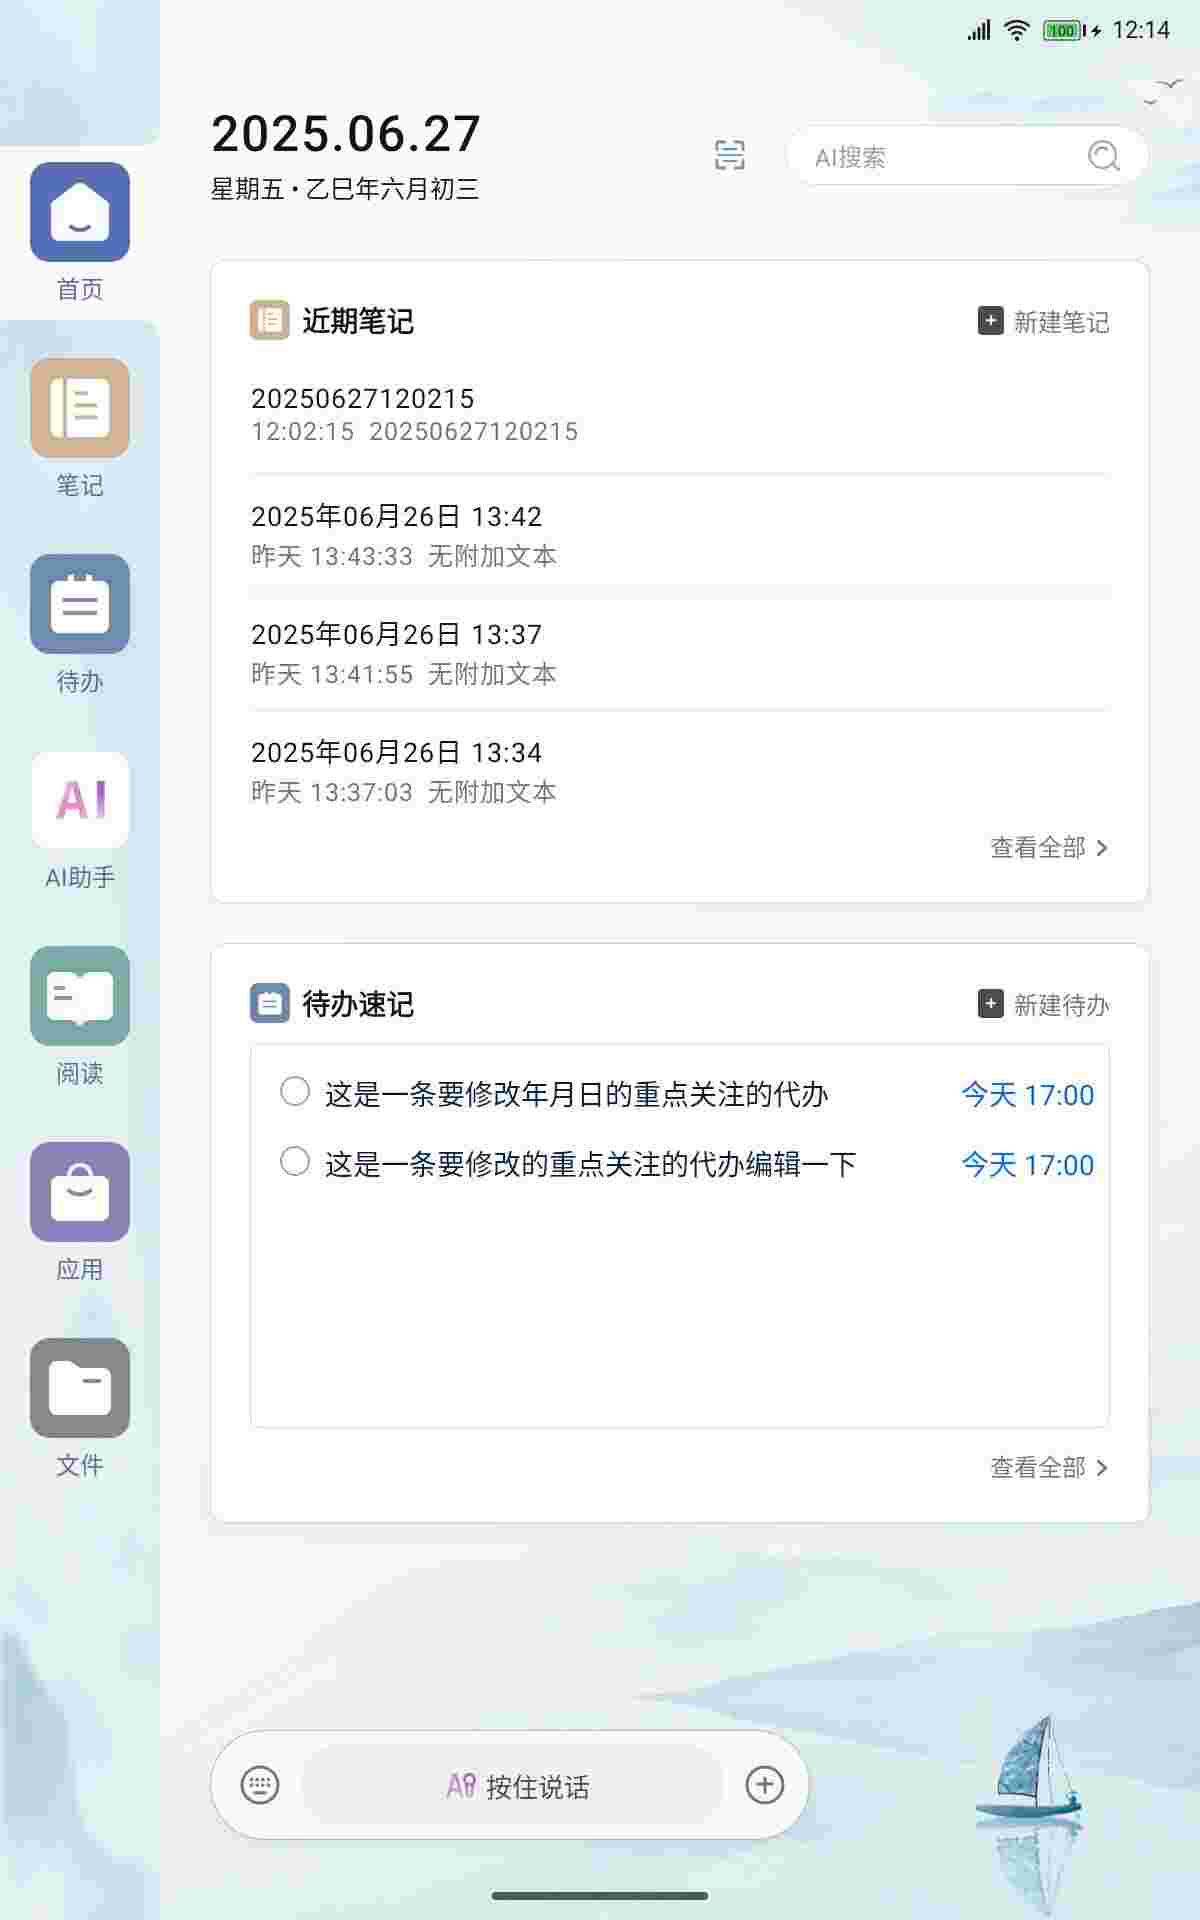 100 12:14
2025.06.27
星期五·乙巳年六月初三
AI搜索
首页
笔记
待办
AI
AI助手
阅读
应用
文件
近期笔记
新建笔记
20250627120215
12:02:15 20250627120215
2025年06月26日 13:42
昨天 13:43:33 无附加文本
2025年06月26日 13:37
昨天 13:41:55 无附加文本
2025年06月26日 13:34
昨天 13:37:03 无附加文本
查看全部
待办速记
新建待办
这是一条要修改年月日的重点关注的代办 今天 17:00
这是一条要修改的重点关注的代办编辑一下 今天 17:00
查看全部
AI 按住说话